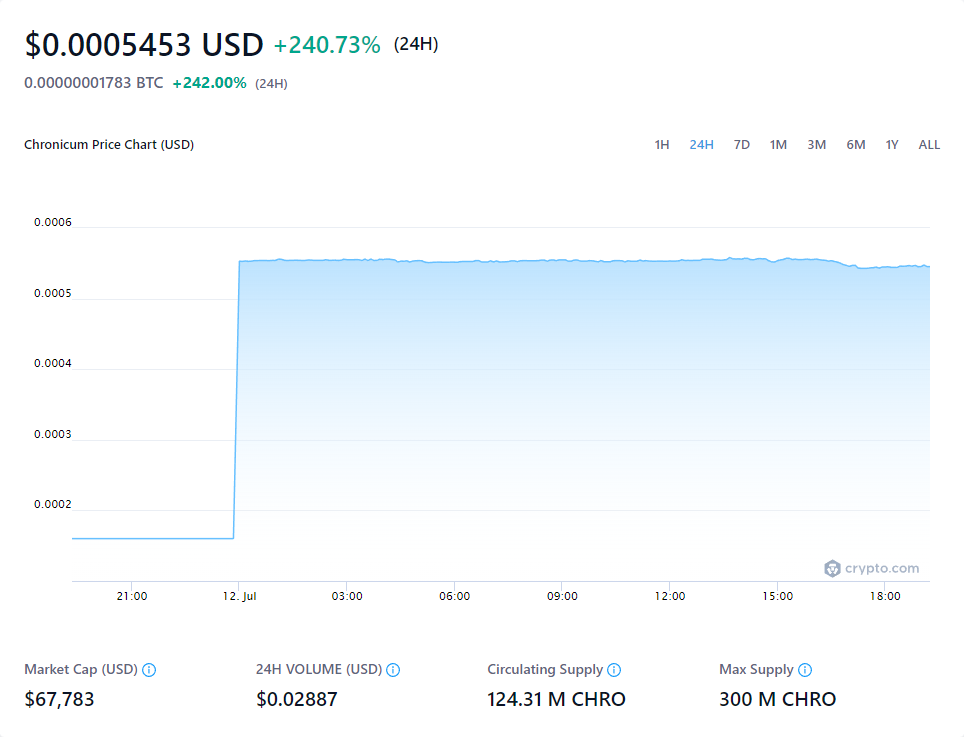 $0.0005453 USD +240.73% (24H)
0.00000001783 BTC +242.00% (24H)
Chronicum Price Chart (USD) 1H 24H 7D 1M 3M 6M 1Y ALL
0.0006
0.0005
0.0004
0.0003
0.0002
crypto.com
21:00 12. Jul 03:00 06:00 09:00 12:00 15:00 18:00
Market Cap (USD) 24H VOLUME (USD) Circulating Supply Max Supply
$67,783 $0.02887 124.31 M CHRO 300 M CHRO